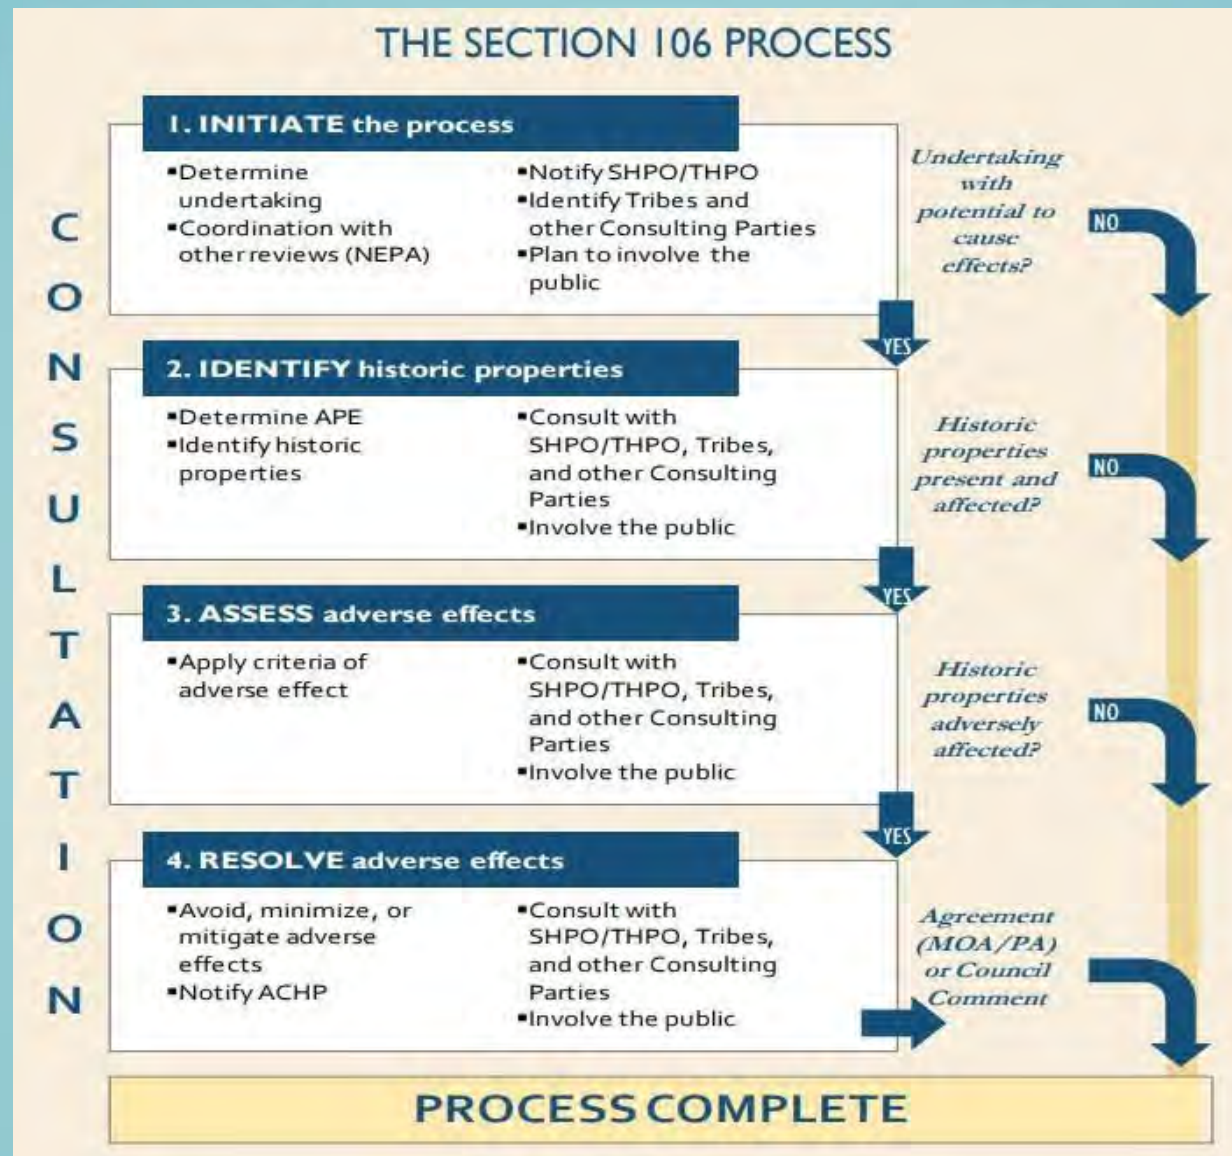 THE SECTION 106 PROCESS
CONSULTATION
1. INITIATE the process
▪Determine
undertaking
▪Coordination with
other reviews (NEPA)
▪Notify SHPO/THPO
▪Identify Tribes and
other Consulting Parties
▪Plan to involve the
public
Undertaking
with
potential to
cause
effects?
NO
YES
2. IDENTIFY historic properties
▪Determine APE
▪Identify historic
properties
▪Consult with
SHPO/THPO, Tribes,
and other Consulting
Parties
▪Involve the public
Historic
properties
present and
affected?
NO
YES
3. ASSESS adverse effects
▪Apply criteria of
adverse effect
▪Consult with
SHPO/THPO, Tribes,
and other Consulting
Parties
▪Involve the public
Historic
properties
adversely
affected?
NO
YES
4. RESOLVE adverse effects
▪Avoid, minimize, or
mitigate adverse
effects
▪Notify ACHP
▪Consult with
SHPO/THPO, Tribes,
and other Consulting
Parties
▪Involve the public
Agreement
(MOA/PA)
or Council
Comment
PROCESS COMPLETE